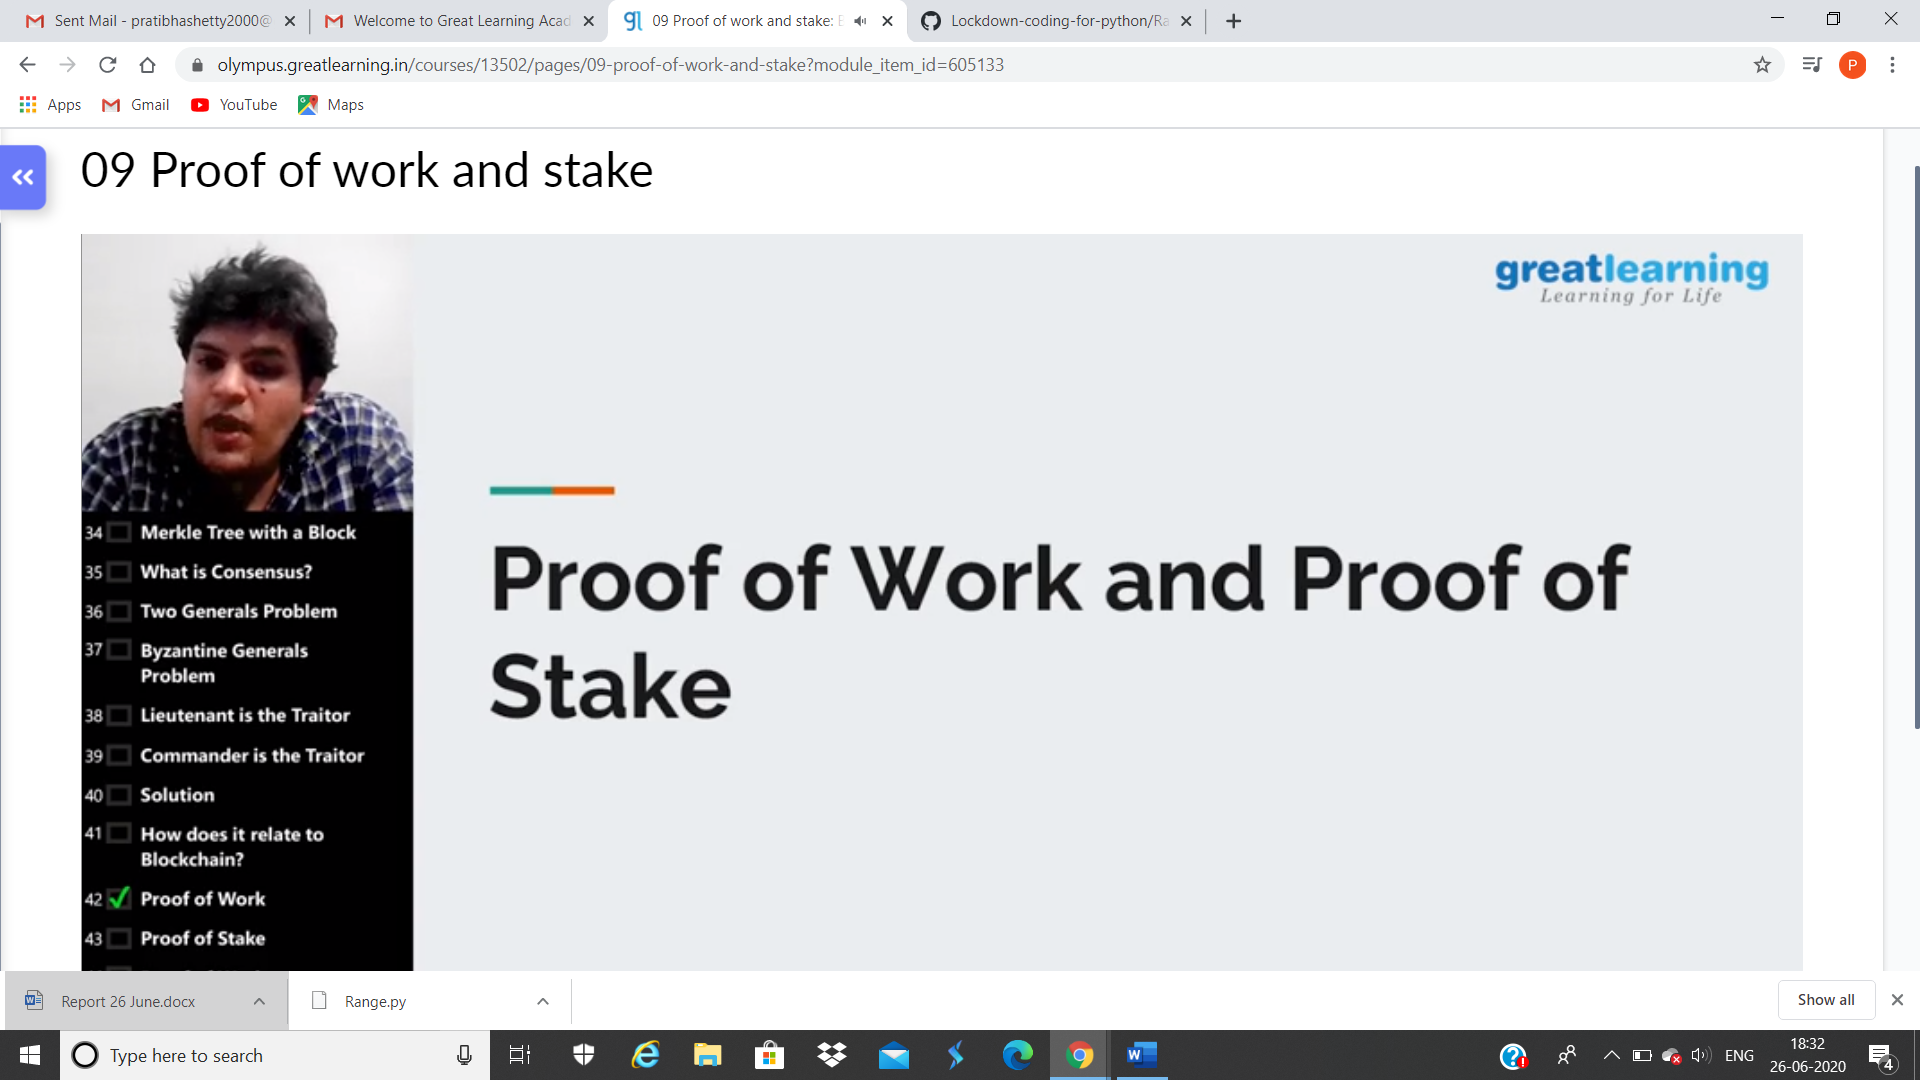 Sent Mail - pratibhashetty2000@
Welcome to Great Learning Acad
gl 09 Proof of work and stake: B
Lockdown-coding-for-python/Ra
olympus.greatlearning.in/courses/13502/pages/09-proof-of-work-and-stake?module_item_id=605133
P
Apps
Gmail
YouTube
Maps
09 Proof of work and stake
greatlearning
Learning for Life
34 Merkle Tree with a Block
35 What is Consensus?
36 Two Generals Problem
37 Byzantine Generals
Problem
38 Lieutenant is the Traitor
39 Commander is the Traitor
40 Solution
41 How does it relate to
Blockchain?
42 Proof of Work
43 Proof of Stake
Proof of Work and Proof of
Stake
Report 26 June.docx
Range.py
Show all
Type here to search
ENG
18:32
26-06-2020
4